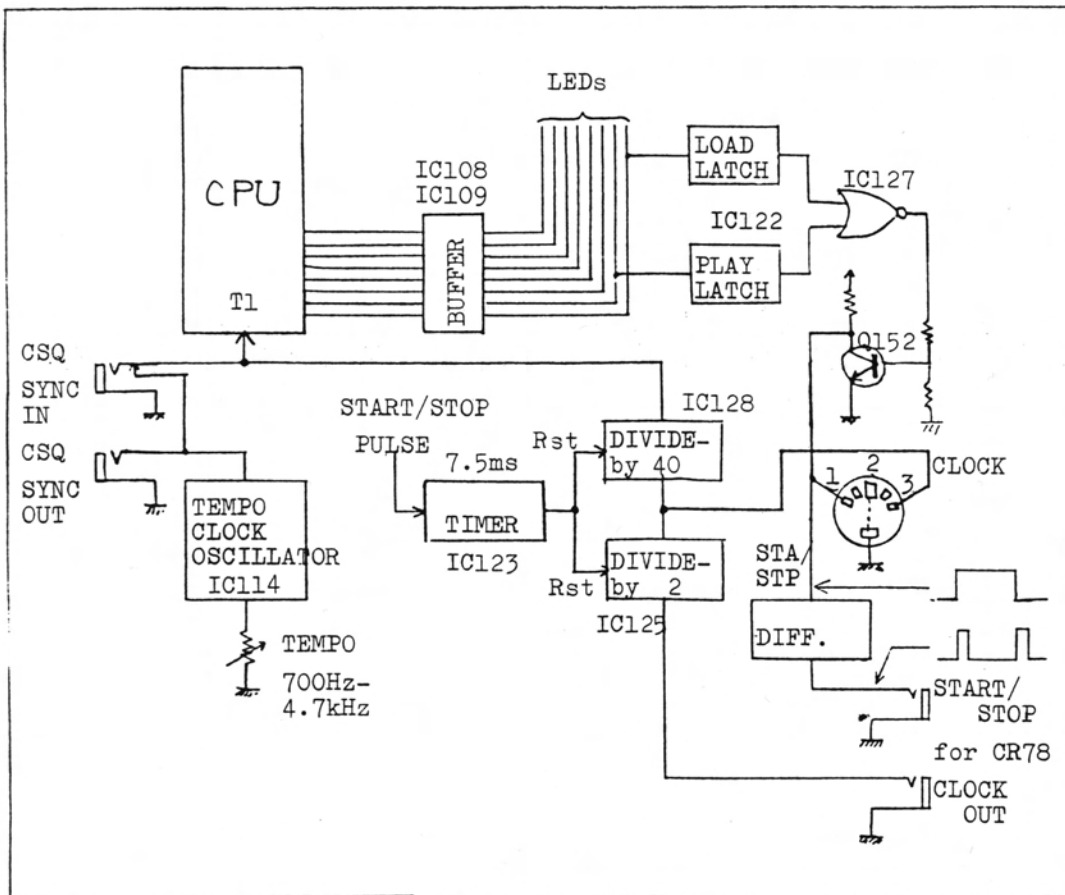 LEDs
LOAD
LATCH
IC127
IC108
IC109
CPU
IC122
BUFFER
PLAY
LATCH
T1
Q152
CSQ
SYNC
IN
START/STOP
PULSE
IC128
Rst
DIVIDE-
by 40
CLOCK
1
2
3
CSQ
SYNC
OUT
7.5ms
TIMER
IC123
TEMPO
CLOCK
OSCILLATOR
IC114
Rst
DIVIDE-
by 2
IC125
STA/
STP
DIFF.
TEMPO
700Hz-
4.7kHz
START/
STOP
for CR78
CLOCK
OUT